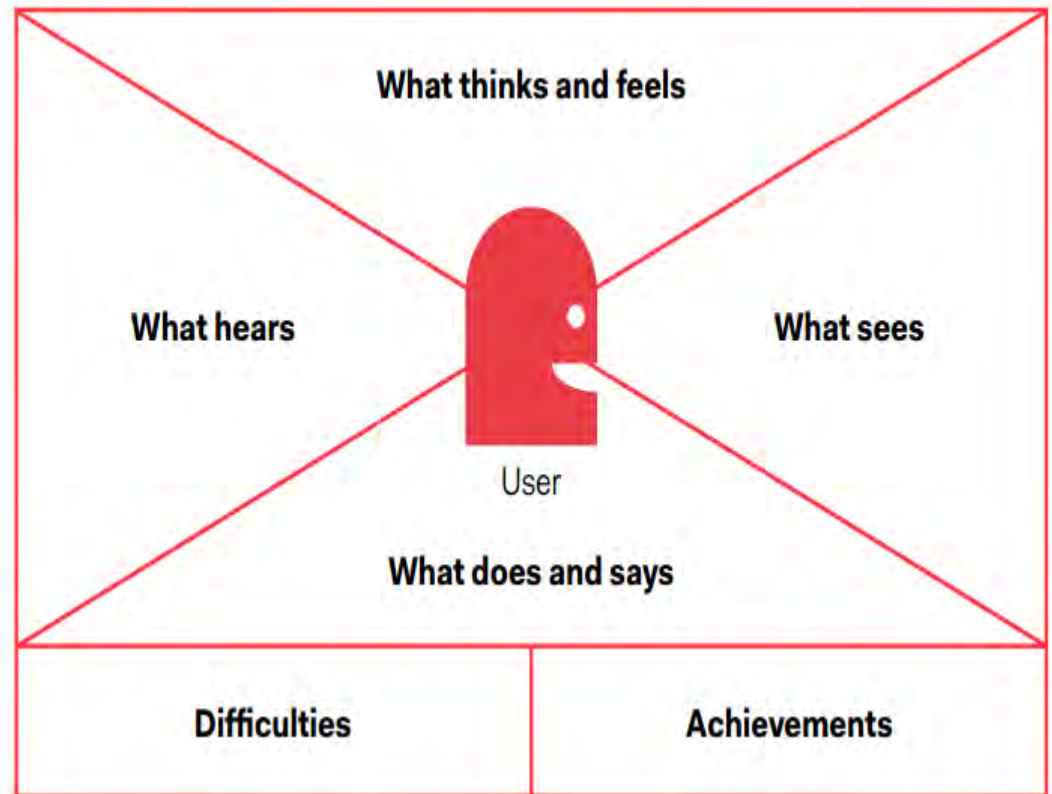 What thinks and feels
What hears
What sees
User
What does and says
Difficulties
Achievements